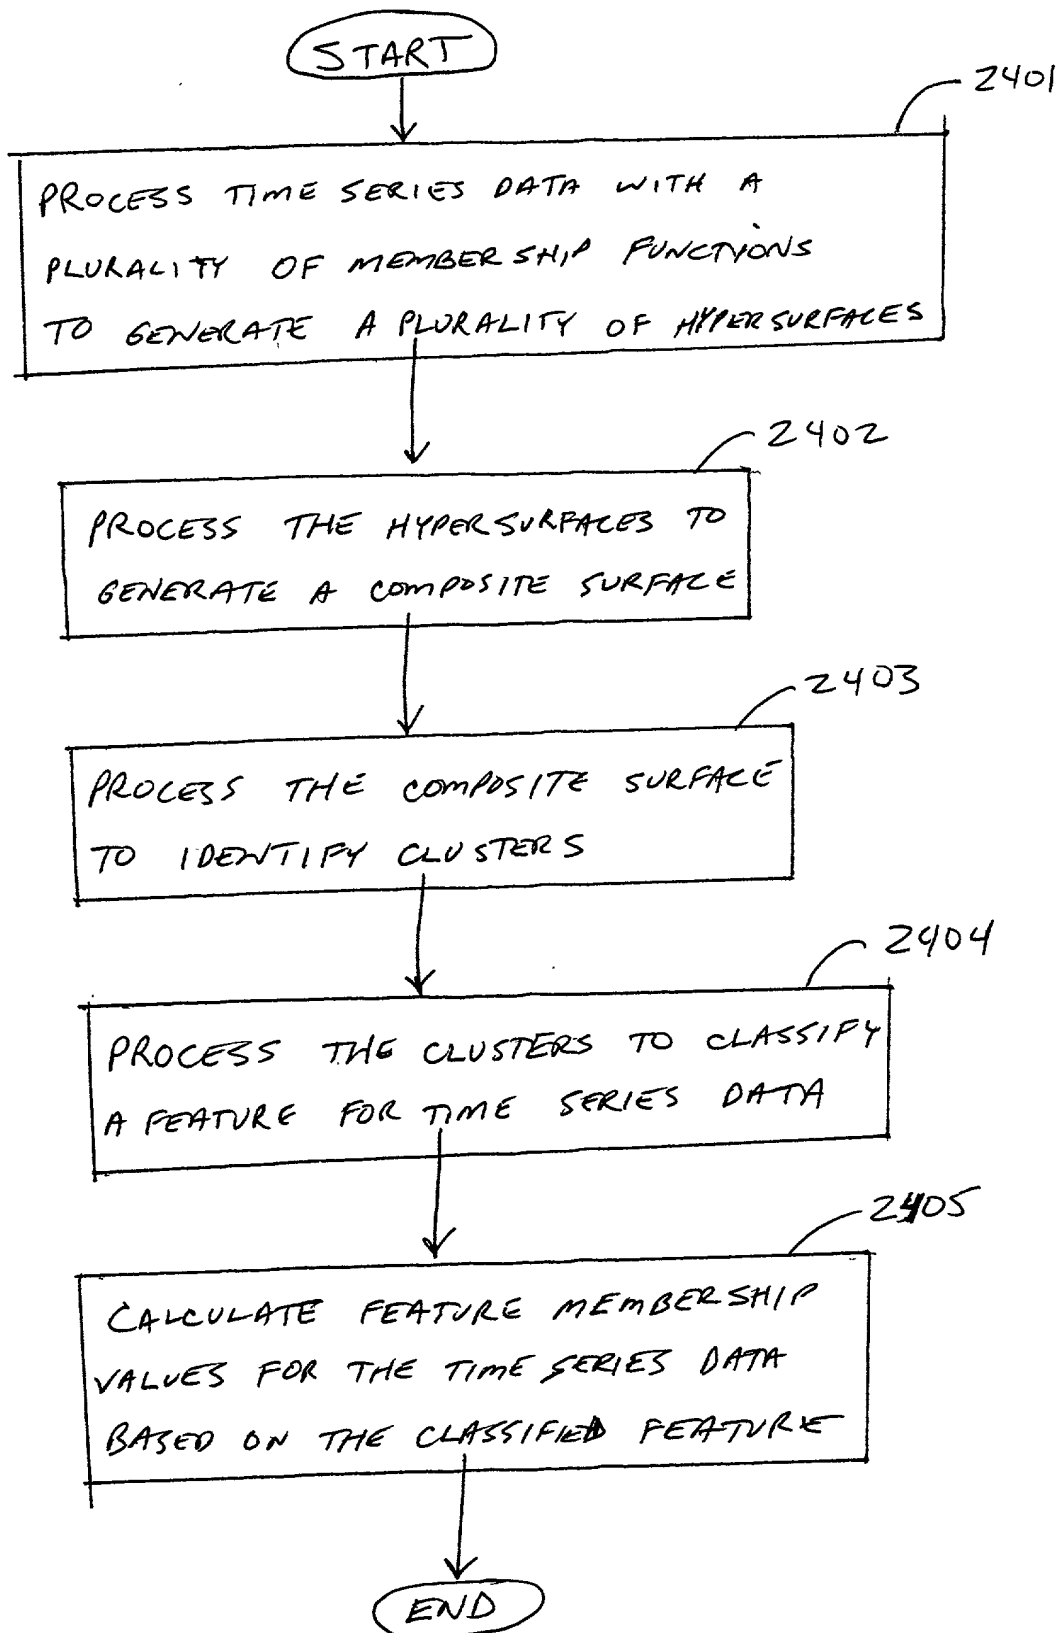 START
2401
PROCESS TIME SERIES DATA WITH A
PLURALITY OF MEMBERSHIP FUNCTIONS
TO GENERATE A PLURALITY OF HYPERSURFACES
2402
PROCESS THE HYPERSURFACES TO
GENERATE A COMPOSITE SURFACE
2403
PROCESS THE COMPOSITE SURFACE
TO IDENTIFY CLUSTERS
2404
PROCESS THE CLUSTERS TO CLASSIFY
A FEATURE FOR TIME SERIES DATA
2405
CALCULATE FEATURE MEMBERSHIP
VALUES FOR THE TIME SERIES DATA
BASED ON THE CLASSIFIED FEATURE
END